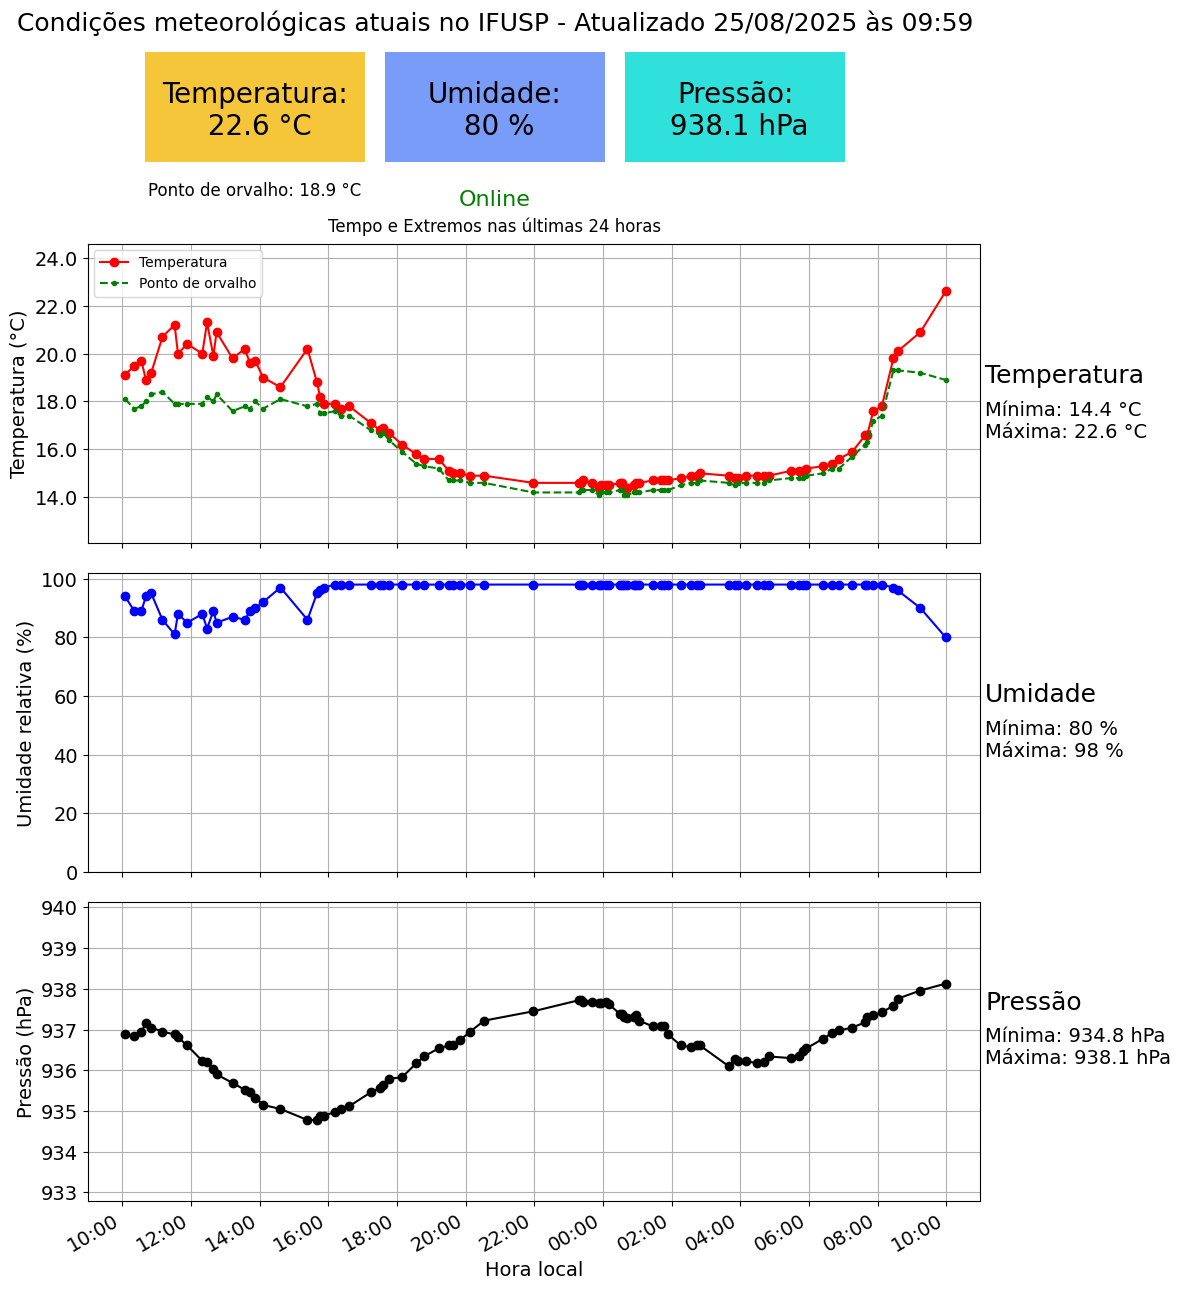 Condições meteorológicas atuais no IFUSP - Atualizado 25/08/2025 às 09:59
Temperatura:
22.6 °C
Umidade:
80 %
Pressão:
938.1 hPa
Ponto de orvalho: 18.9 °C
Online
Tempo e Extremos nas últimas 24 horas
Temperatura (°C)
24.0
22.0
20.0
18.0
16.0
14.0
Temperatura
Ponto de orvalho
Temperatura
Mínima: 14.4 °C
Máxima: 22.6 °C
Umidade relativa (%)
100
80
60
40
20
0
Umidade
Mínima: 80 %
Máxima: 98 %
Pressão (hPa)
940
939
938
937
936
935
934
933
Pressão
Mínima: 934.8 hPa
Máxima: 938.1 hPa
10:00
12:00
14:00
16:00
18:00
20:00
22:00
00:00
02:00
04:00
06:00
08:00
10:00
Hora local